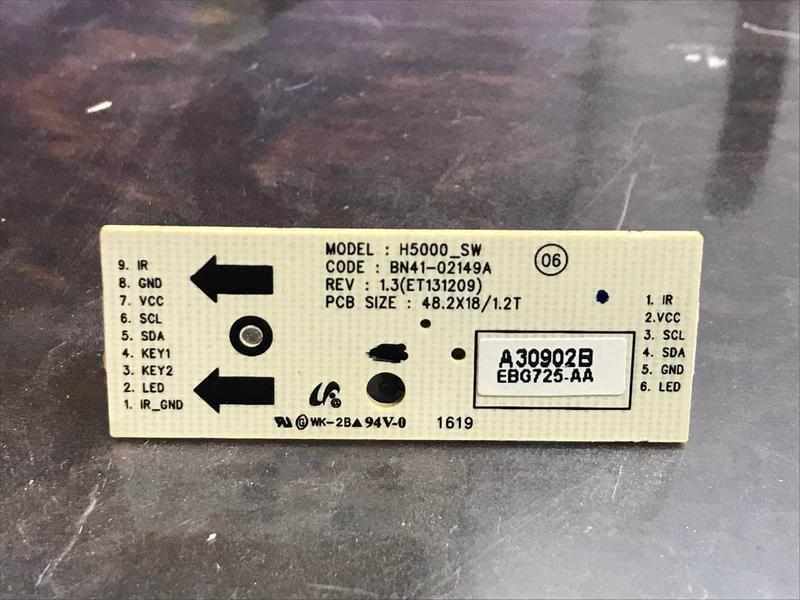 9. IR
8. GND
7. VCC
6. SCL
5. SDA
4. KEY1
3. KEY2
2. LED
1. IR_GND
MODEL : H5000_SW
CODE : BN41-02149A
REV : 1.3(ET131209)
PCB SIZE : 48.2X18/1.2T
06
1. IR
2.VCC
3. SCL
4. SDA
5. GND
6. LED
A30902B
EBG725-AA
WK-2B▲ 94V-0
1619